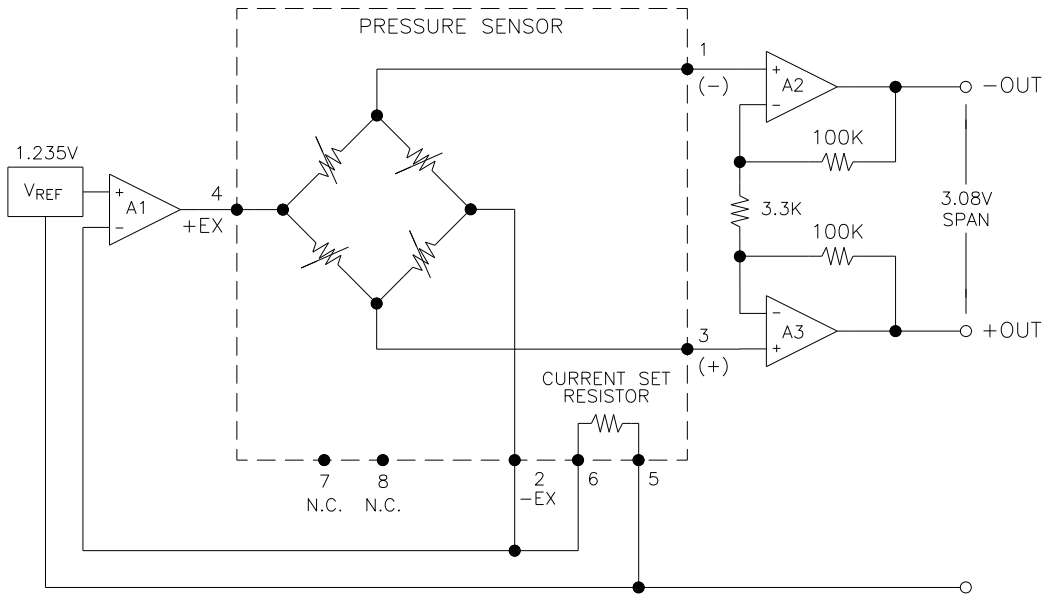 PRESSURE SENSOR
1
(-)
+
A2
-
-OUT
100K
1.235V
VREF
+
A1
-
4
+EX
3.3K
3.08V
SPAN
100K
-
A3
+
+OUT
3
(+)
CURRENT SET
RESISTOR
7
N.C.
8
N.C.
2
-EX
6
5